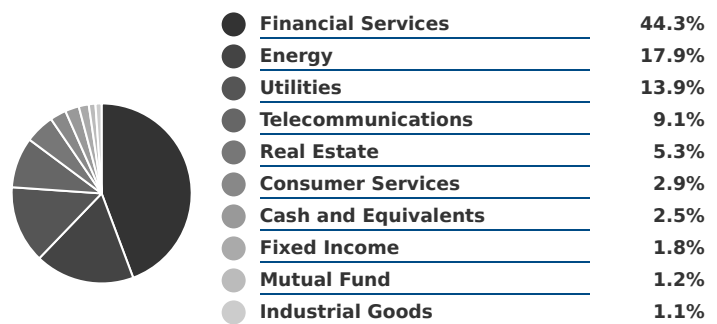 Financial Services 44.3%
Energy 17.9%
Utilities 13.9%
Telecommunications 9.1%
Real Estate 5.3%
Consumer Services 2.9%
Cash and Equivalents 2.5%
Fixed Income 1.8%
Mutual Fund 1.2%
Industrial Goods 1.1%